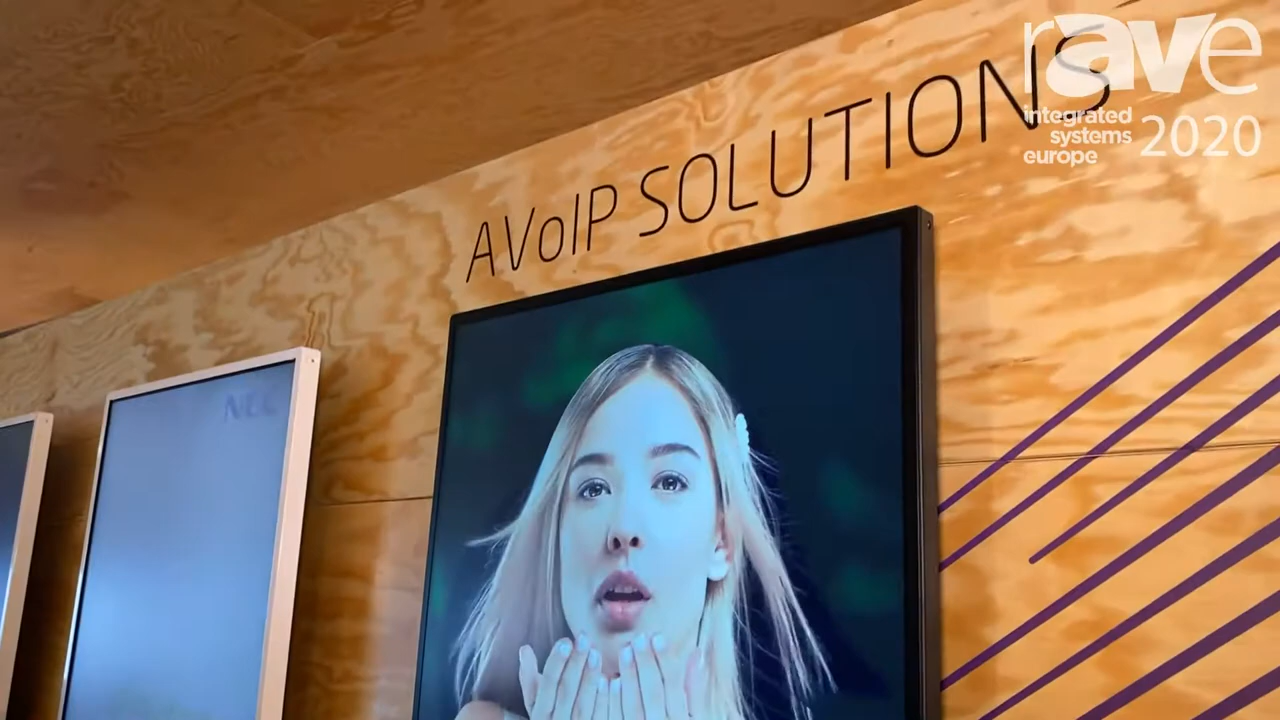 rave
integrated
systems
europe
2020
AVoIP SOLUTIONS
NEC